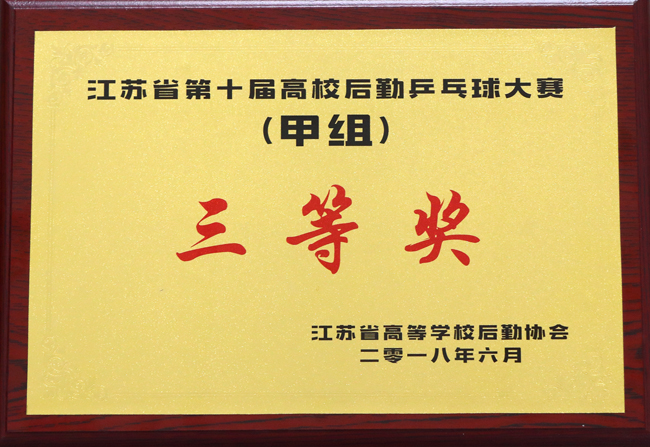 江苏省第十届高校后勤乒乓球大赛
（甲组）
三等奖
江苏省高等学校后勤协会
二零一八年六月